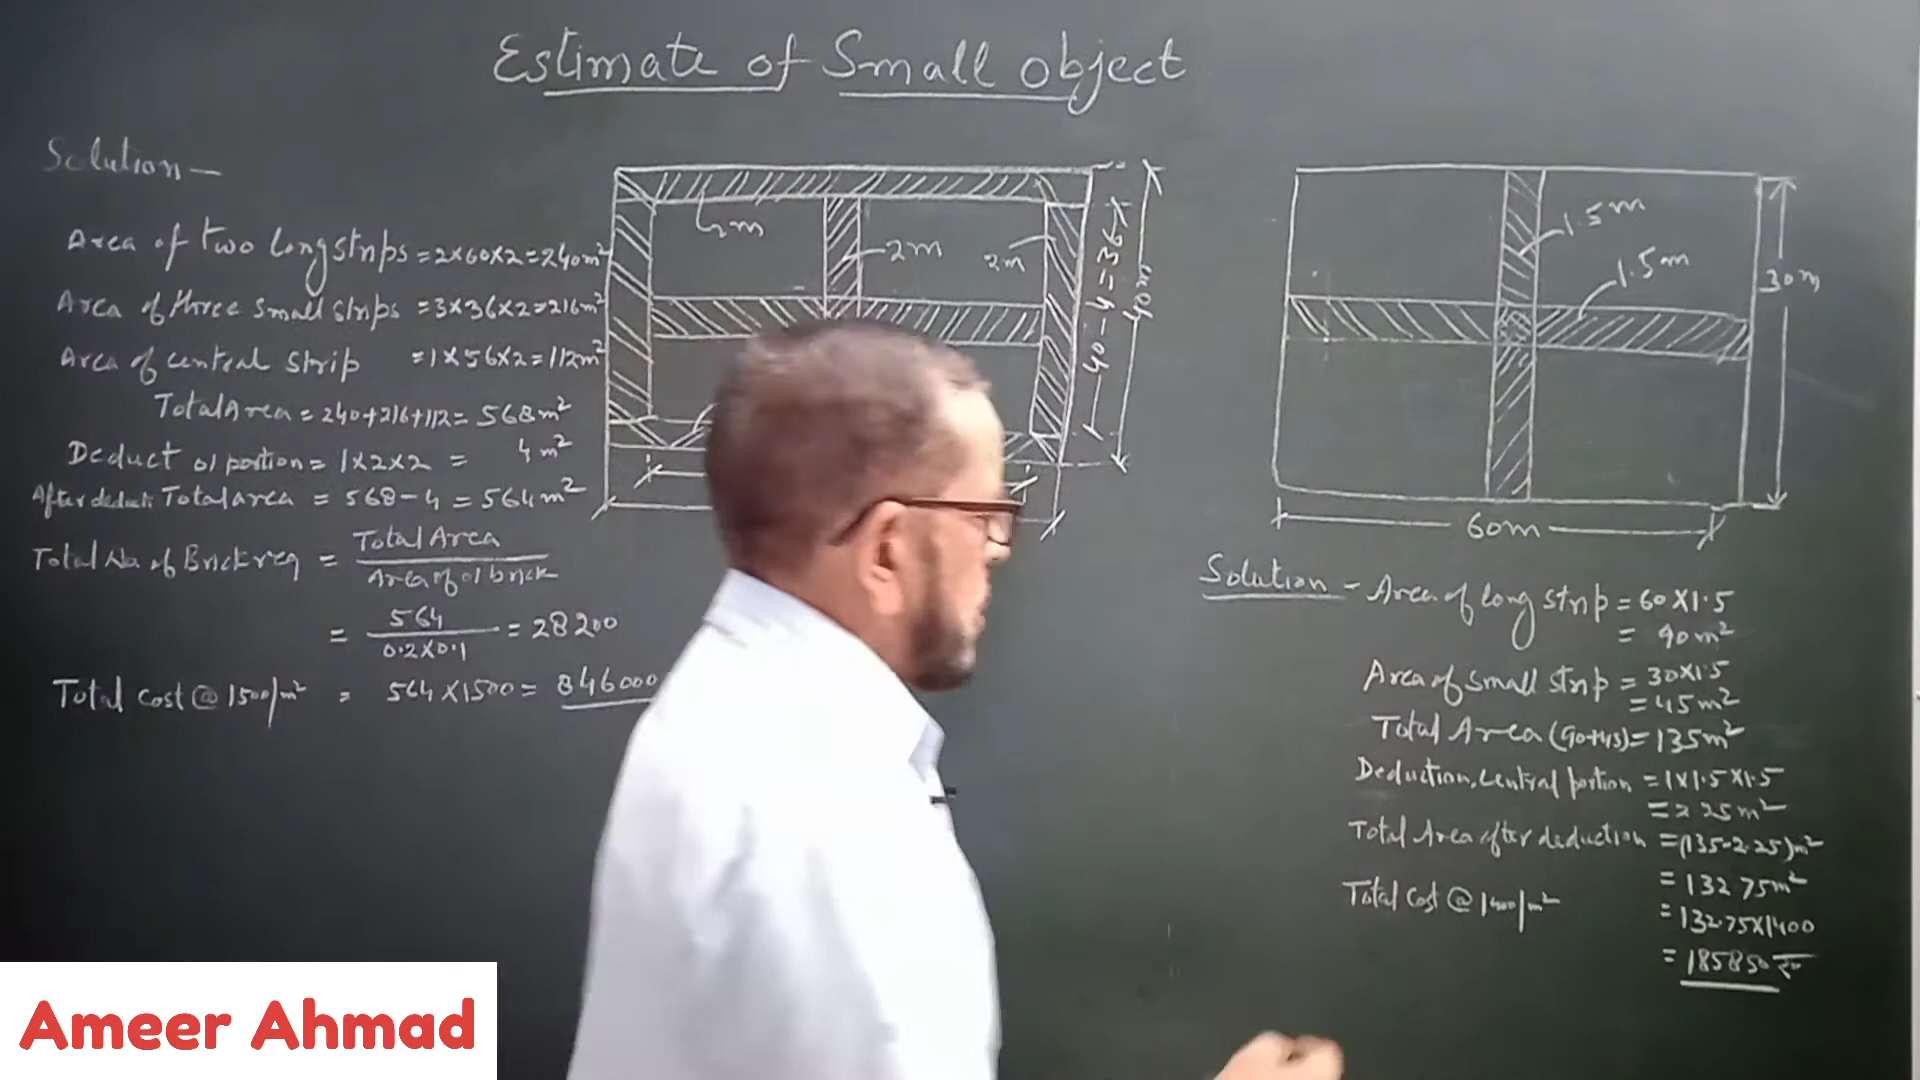 Estimate of Small object
Solution —
Area of two long strips = 2×60×2 = 240m²
Area of three small strips = 3×36×2 = 216m²
Area of central strip = 1×56×2 = 112m²
Total Area = 240+216+112 = 568m²
Deduct 01 portion = 1×2×2 = 4m²
After deduct: Total area = 568-4 = 564m²
Total No. of Brick req = Total Area
Area of 01 brick
= 564 = 28200
0.2×0.1
Total cost @ 1500/m² = 564×1500 = 846000
2m
2m
2m
40-4=36
40m
1.5m
1.5m
30m
60m
Solution - Area of long strip = 60×1.5
= 90m²
Area of small strip = 30×1.5
= 45m²
Total Area (90+45) = 135m²
Deduction, central portion = 1×1.5×1.5
= 2.25m²
Total Area after deduction = (135-2.25)m²
= 132.75m²
Total cost @ 1400/m² = 132.75×1400
= 185850 रु०
Ameer Ahmad